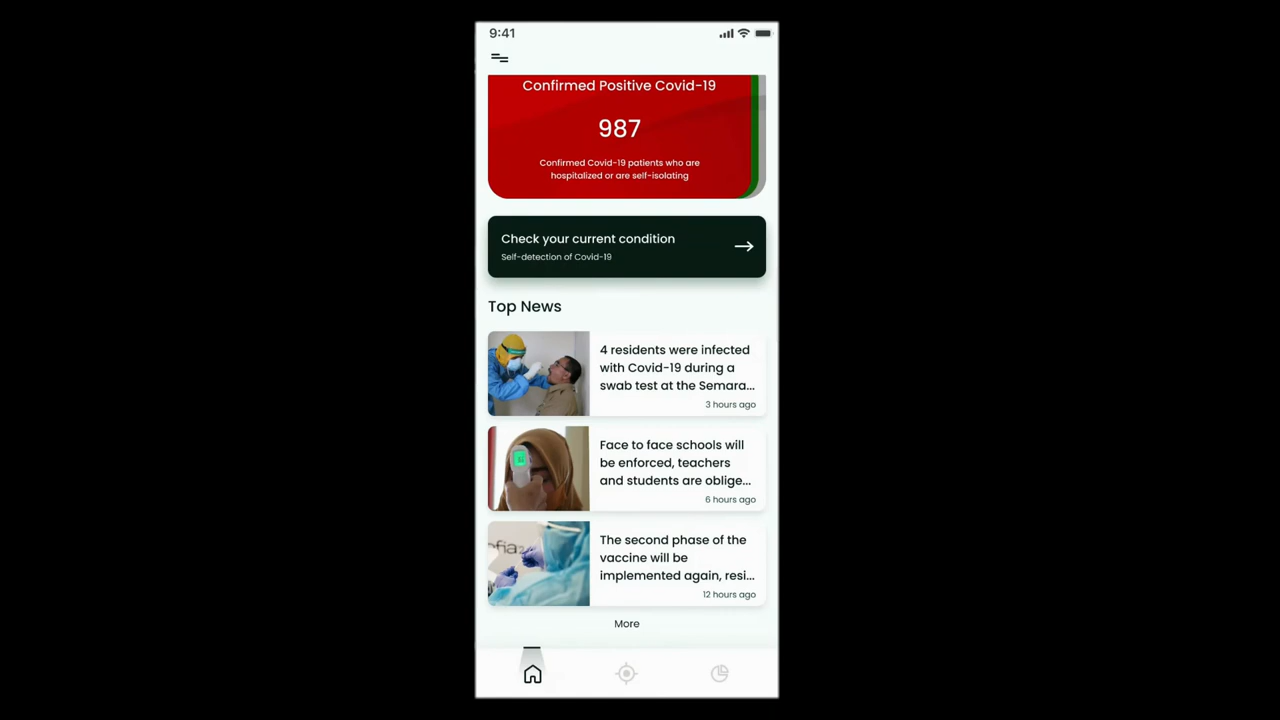 9:41
Confirmed Positive Covid-19
987
Confirmed Covid-19 patients who are
hospitalized or are self-isolating
Check your current condition
Self-detection of Covid-19
Top News
4 residents were infected
with Covid-19 during a
swab test at the Semara...
3 hours ago
Face to face schools will
be enforced, teachers
and students are oblige...
6 hours ago
ofia
The second phase of the
vaccine will be
implemented again, resi...
12 hours ago
More